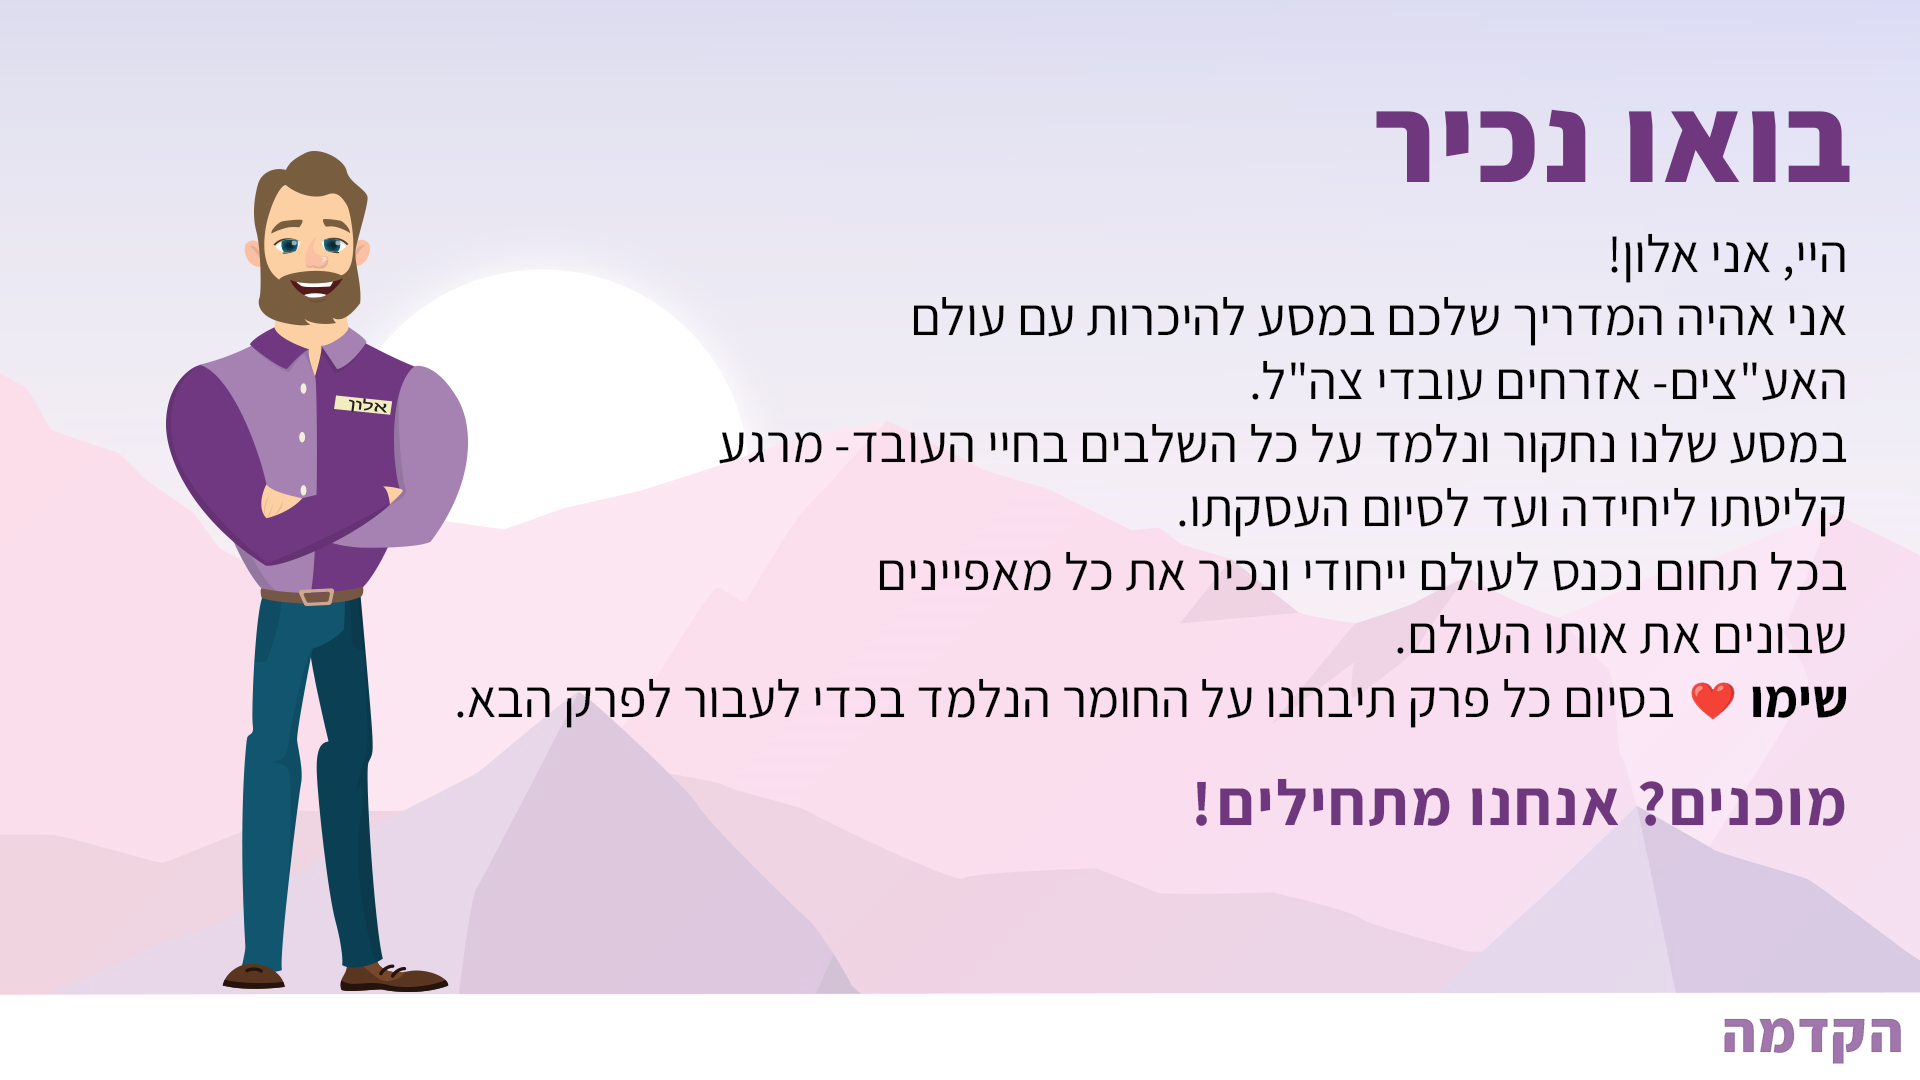 בואו נכיר
היי, אני אלון!
אני אהיה המדריך שלכם במסע להיכרות עם עולם
האע"צים- אזרחים עובדי צה"ל.
במסע שלנו נחקור ונלמד על כל השלבים בחיי העובד- מרגע
קליטתו ליחידה ועד לסיום העסקתו.
בכל תחום נכנס לעולם ייחודי ונכיר את כל מאפיינים
שבונים את אותו העולם.
שימו ❤️ בסיום כל פרק תיבחנו על החומר הנלמד בכדי לעבור לפרק הבא.
מוכנים? אנחנו מתחילים!
אלון
הקדמה